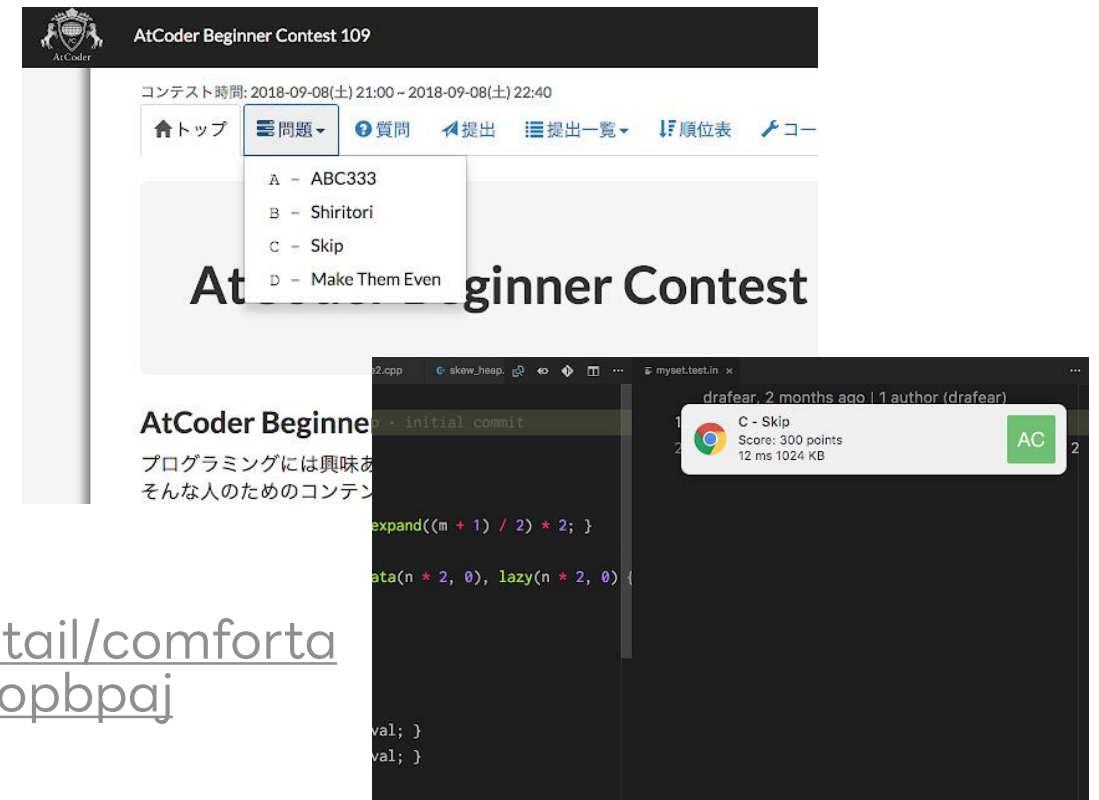 AtCoder
AtCoder Beginner Contest 109
コンテスト時間: 2018-09-08(土) 21:00 ~ 2018-09-08(土) 22:40
トップ 問題 質問 提出 提出一覧 順位表 コー
A - ABC333
B - Shiritori
C - Skip
D - Make Them Even
At ginner Contest
AtCoder Beginne
プログラミングには興味あ
そんな人のためのコンテン
e2.cpp skew_heap. myset.test.in × ...
drafear, 2 months ago | 1 author (drafear)
· initial commit 1
2 2
C - Skip
Score: 300 points
12 ms 1024 KB
AC
expand((m + 1) / 2) * 2; }
ata(n * 2, 0), lazy(n * 2, 0) {
val; }
val; }
tail/comforta
opbpaj